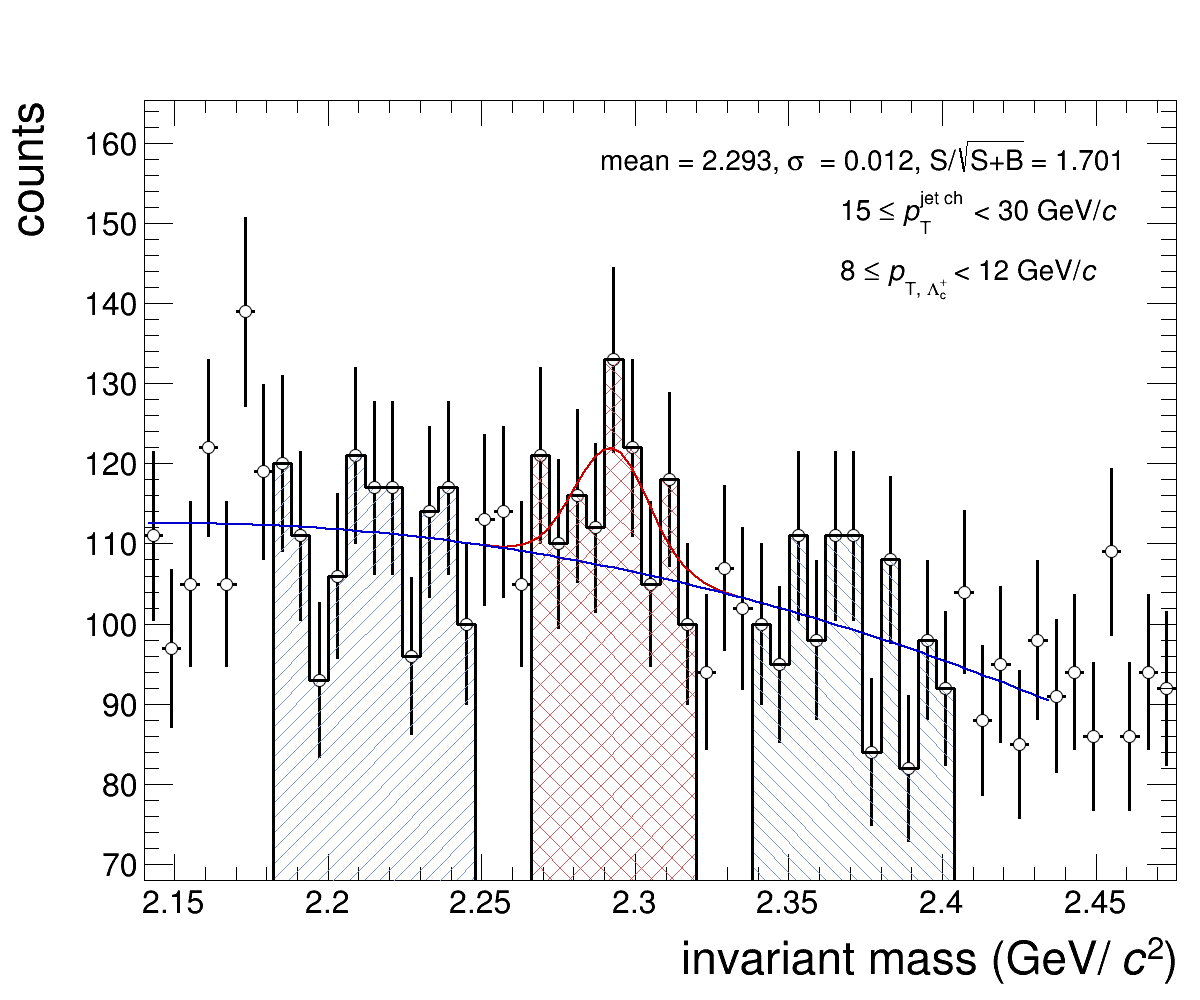 counts
160
150
140
130
120
110
100
90
80
70
mean = 2.293, σ = 0.012, S/√S+B = 1.701
15 ≤ p_T^jet ch < 30 GeV/c
8 ≤ p_T, Λ_c^+ < 12 GeV/c
2.15 2.2 2.25 2.3 2.35 2.4 2.45
invariant mass (GeV/ c²)